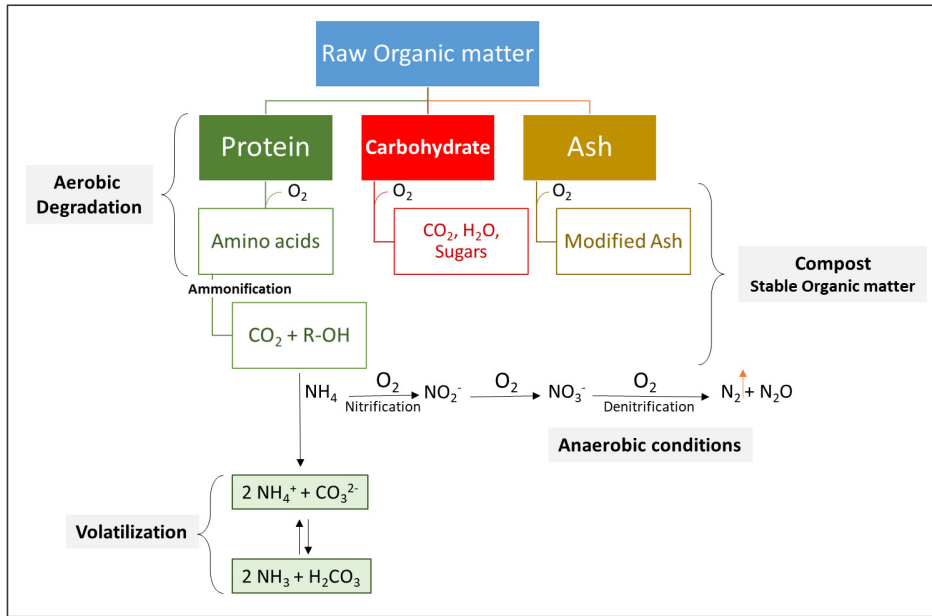 Raw Organic matter
Protein
Carbohydrate
Ash
Aerobic
Degradation
O₂
O₂
O₂
Amino acids
CO₂, H₂O,
Sugars
Modified Ash
Compost
Stable Organic matter
Ammonification
CO₂ + R-OH
NH₄
O₂
Nitrification
NO₂⁻
O₂
NO₃⁻
O₂
Denitrification
N₂ + N₂O
Anaerobic conditions
2 NH₄⁺ + CO₃²⁻
Volatilization
2 NH₃ + H₂CO₃